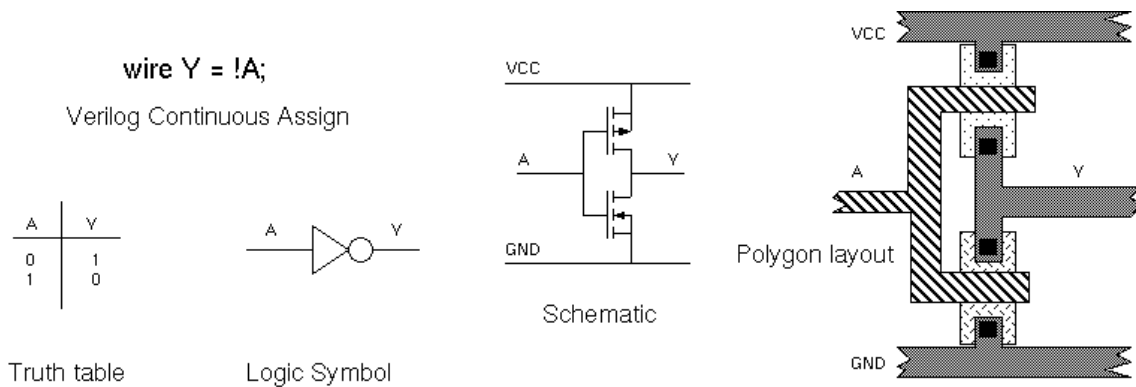 wire Y = !A;
Verilog Continuous Assign
A Y
0 1
1 0
Truth table
A Y
Logic Symbol
VCC
A Y
GND
Schematic
VCC
A Y
Polygon layout
GND